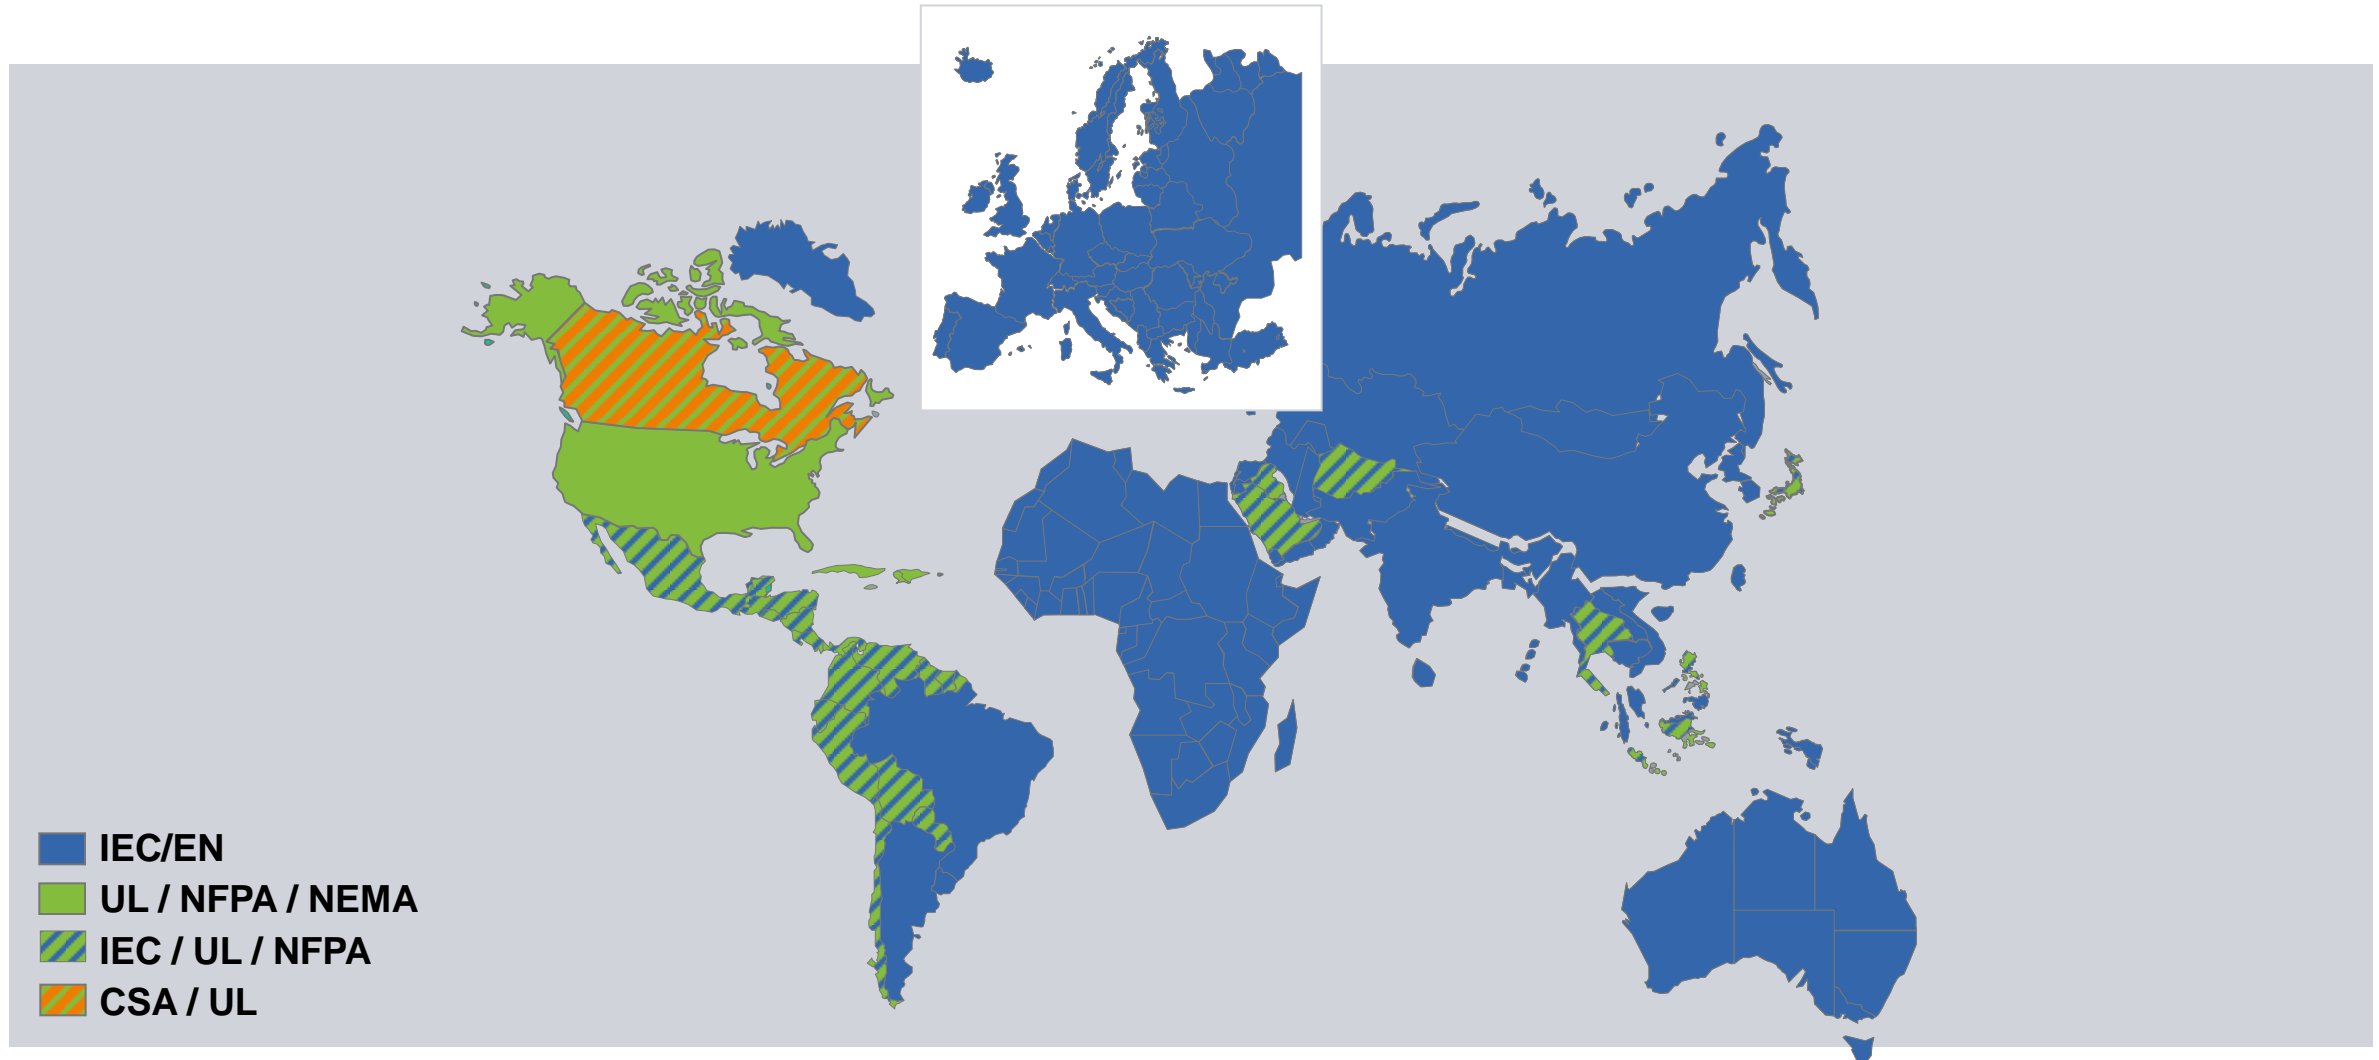 IEC/EN
UL / NFPA / NEMA
IEC / UL / NFPA
CSA / UL